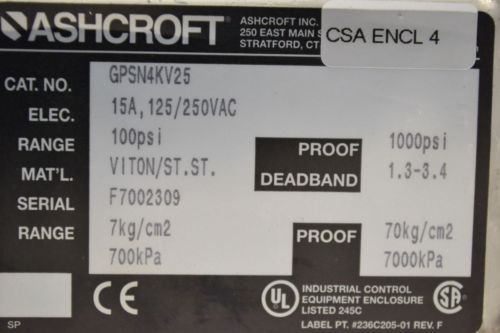 ASHCROFT
ASHCROFT INC.
250 EAST MAIN
STRATFORD, CT
CSA ENCL 4
CAT. NO. GPSN4KV25
ELEC. 15A,125/250VAC
RANGE 100psi PROOF 1000psi
MAT'L. VITON/ST.ST. DEADBAND 1.3-3.4
SERIAL F7002309
RANGE 7kg/cm2 PROOF 70kg/cm2
700kPa 7000kPa
UL INDUSTRIAL CONTROL
EQUIPMENT ENCLOSURE
LISTED 245C
SA
SP LABEL PT. #236C205-01 REV. F